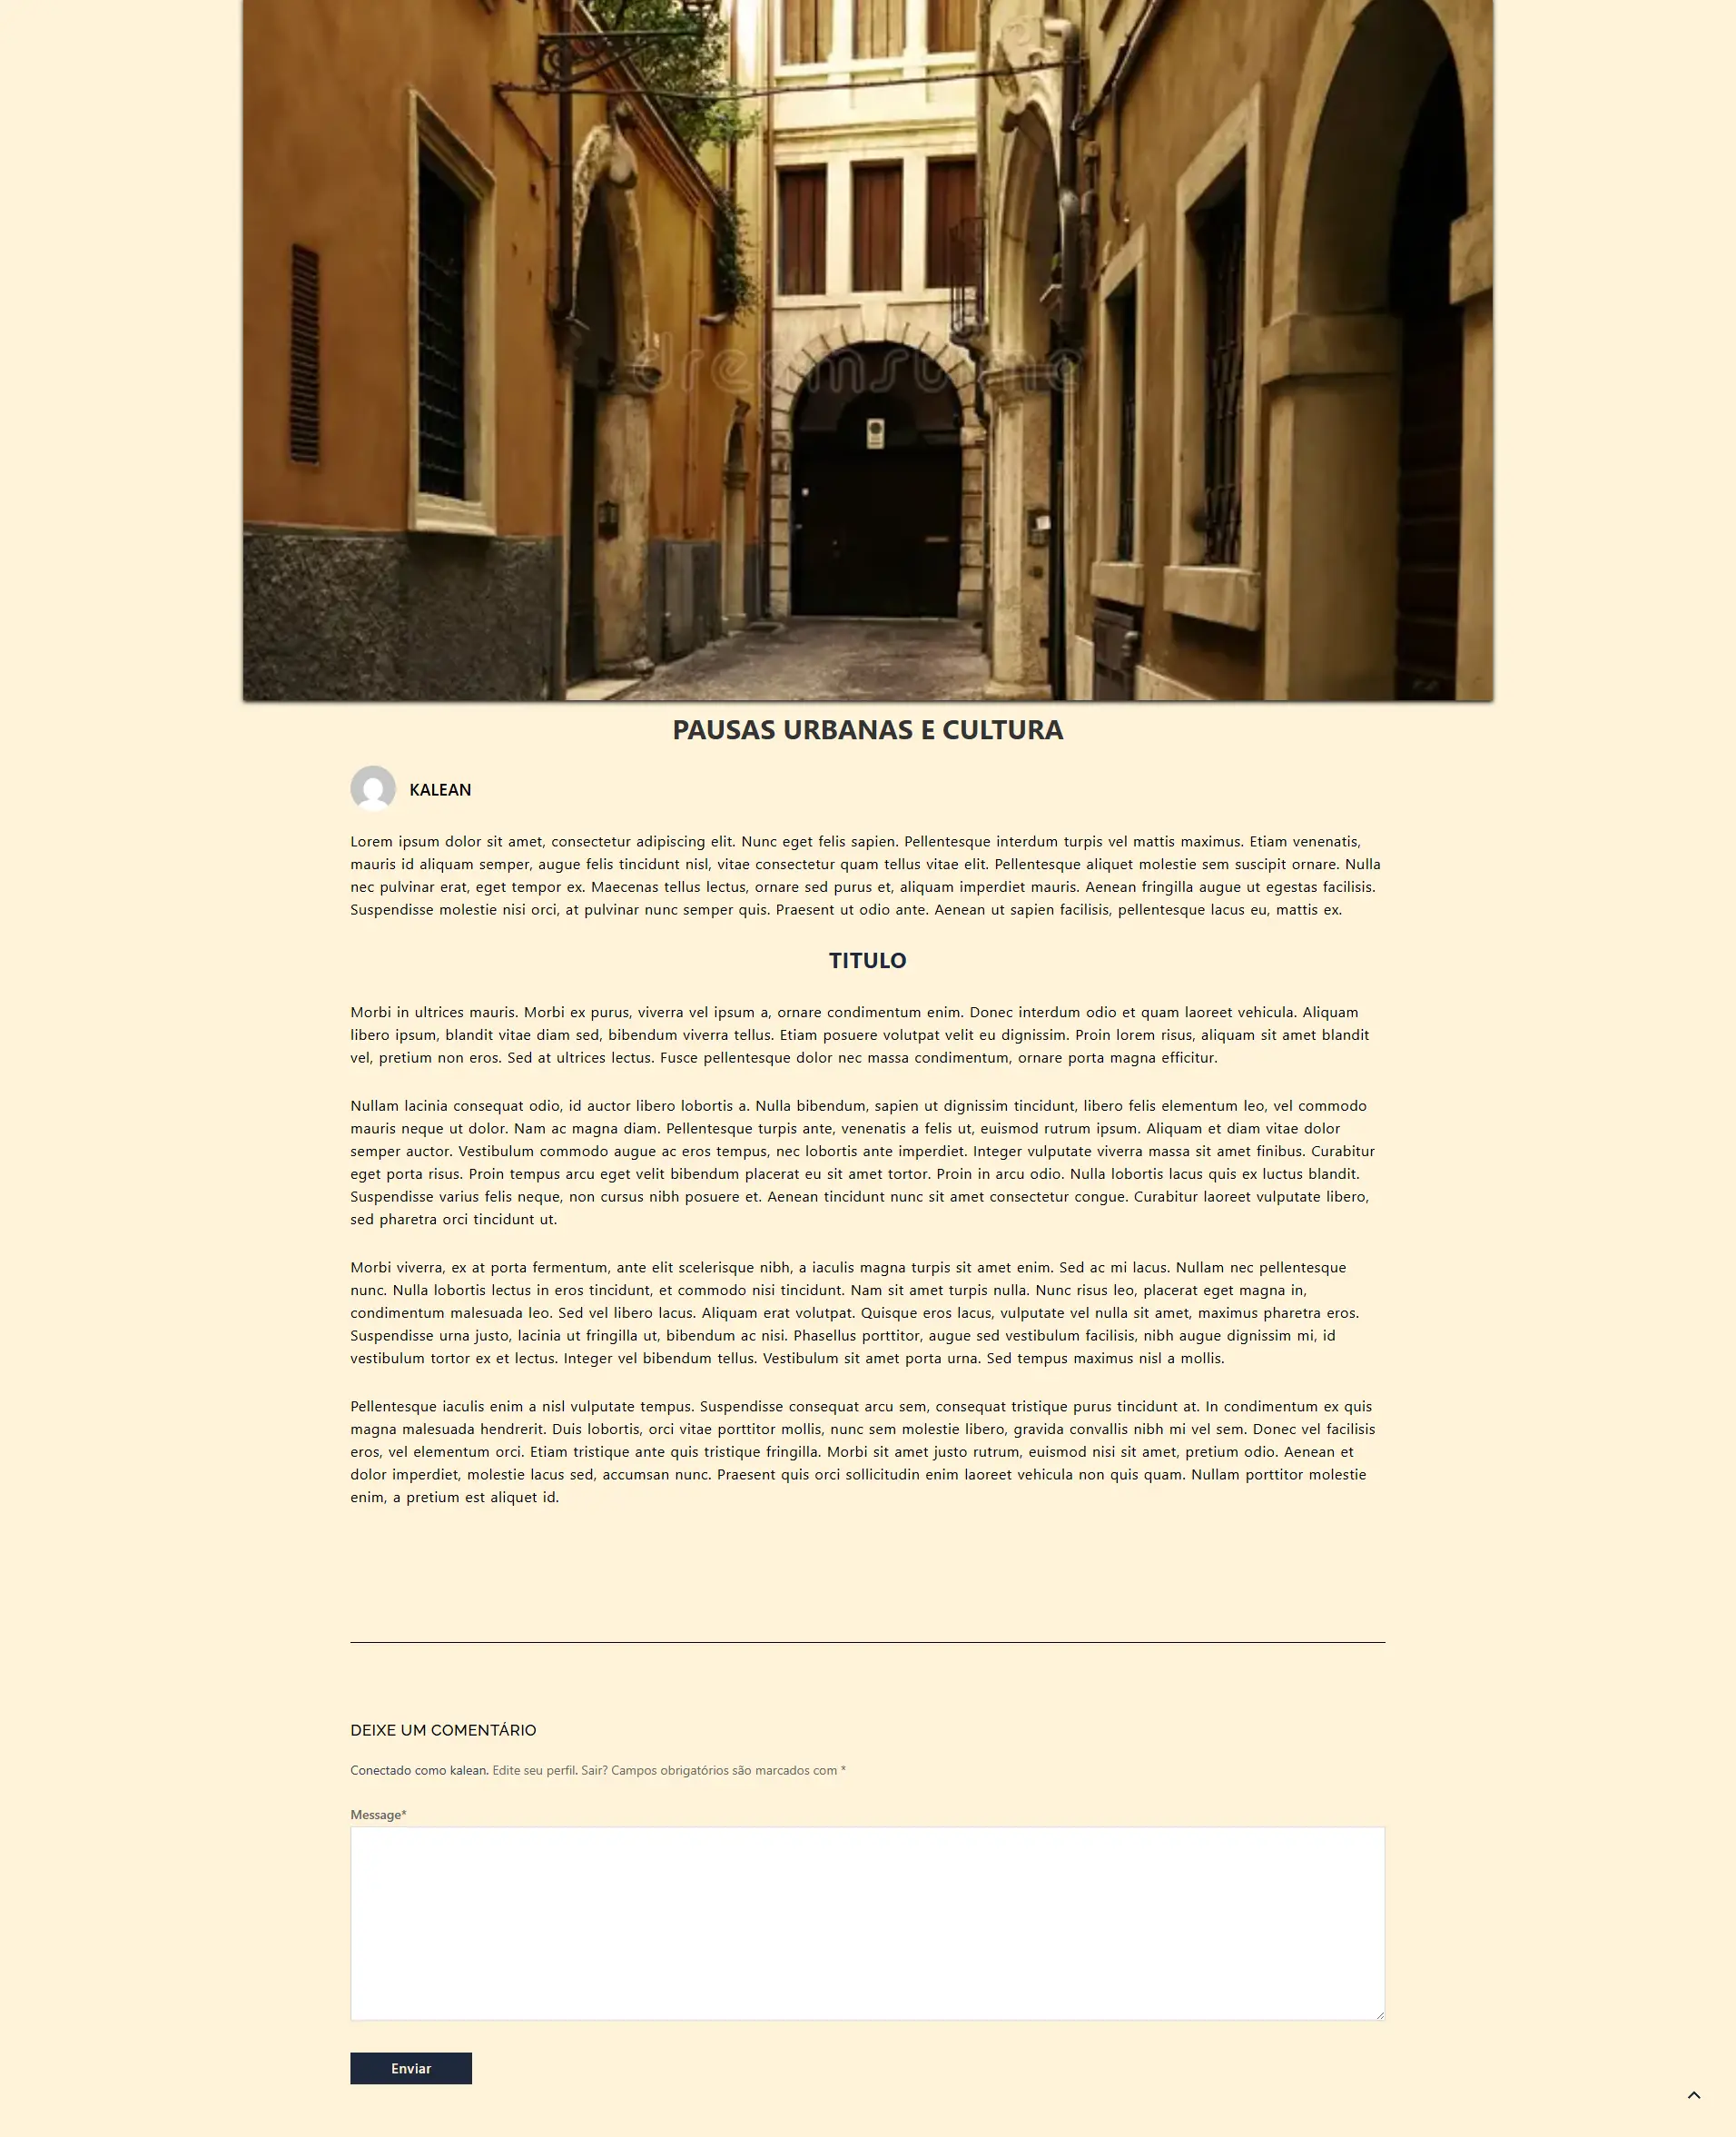 dreamstime
PAUSAS URBANAS E CULTURA
KALEAN
Lorem ipsum dolor sit amet, consectetur adipiscing elit. Nunc eget felis sapien. Pellentesque interdum turpis vel mattis maximus. Etiam venenatis,
mauris id aliquam semper, augue felis tincidunt nisl, vitae consectetur quam tellus vitae elit. Pellentesque aliquet molestie sem suscipit ornare. Nulla
nec pulvinar erat, eget tempor ex. Maecenas tellus lectus, ornare sed purus et, aliquam imperdiet mauris. Aenean fringilla augue ut egestas facilisis.
Suspendisse molestie nisi orci, at pulvinar nunc semper quis. Praesent ut odio ante. Aenean ut sapien facilisis, pellentesque lacus eu, mattis ex.
TITULO
Morbi in ultrices mauris. Morbi ex purus, viverra vel ipsum a, ornare condimentum enim. Donec interdum odio et quam laoreet vehicula. Aliquam
libero ipsum, blandit vitae diam sed, bibendum viverra tellus. Etiam posuere volutpat velit eu dignissim. Proin lorem risus, aliquam sit amet blandit
vel, pretium non eros. Sed at ultrices lectus. Fusce pellentesque dolor nec massa condimentum, ornare porta magna efficitur.
Nullam lacinia consequat odio, id auctor libero lobortis a. Nulla bibendum, sapien ut dignissim tincidunt, libero felis elementum leo, vel commodo
mauris neque ut dolor. Nam ac magna diam. Pellentesque turpis ante, venenatis a felis ut, euismod rutrum ipsum. Aliquam et diam vitae dolor
semper auctor. Vestibulum commodo augue ac eros tempus, nec lobortis ante imperdiet. Integer vulputate viverra massa sit amet finibus. Curabitur
eget porta risus. Proin tempus arcu eget velit bibendum placerat eu sit amet tortor. Proin in arcu odio. Nulla lobortis lacus quis ex luctus blandit.
Suspendisse varius felis neque, non cursus nibh posuere et. Aenean tincidunt nunc sit amet consectetur congue. Curabitur laoreet vulputate libero,
sed pharetra orci tincidunt ut.
Morbi viverra, ex at porta fermentum, ante elit scelerisque nibh, a iaculis magna turpis sit amet enim. Sed ac mi lacus. Nullam nec pellentesque
nunc. Nulla lobortis lectus in eros tincidunt, et commodo nisi tincidunt. Nam sit amet turpis nulla. Nunc risus leo, placerat eget magna in,
condimentum malesuada leo. Sed vel libero lacus. Aliquam erat volutpat. Quisque eros lacus, vulputate vel nulla sit amet, maximus pharetra eros.
Suspendisse urna justo, lacinia ut fringilla ut, bibendum ac nisi. Phasellus porttitor, augue sed vestibulum facilisis, nibh augue dignissim mi, id
vestibulum tortor ex et lectus. Integer vel bibendum tellus. Vestibulum sit amet porta urna. Sed tempus maximus nisl a mollis.
Pellentesque iaculis enim a nisl vulputate tempus. Suspendisse consequat arcu sem, consequat tristique purus tincidunt at. In condimentum ex quis
magna malesuada hendrerit. Duis lobortis, orci vitae porttitor mollis, nunc sem molestie libero, gravida convallis nibh mi vel sem. Donec vel facilisis
eros, vel elementum orci. Etiam tristique ante quis tristique fringilla. Morbi sit amet justo rutrum, euismod nisi sit amet, pretium odio. Aenean et
dolor imperdiet, molestie lacus sed, accumsan nunc. Praesent quis orci sollicitudin enim laoreet vehicula non quis quam. Nullam porttitor molestie
enim, a pretium est aliquet id.
DEIXE UM COMENTÁRIO
Conectado como kalean. Edite seu perfil. Sair? Campos obrigatórios são marcados com *
Message*
Enviar